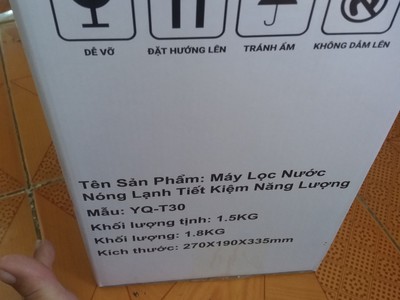 DỄ VỠ
ĐẶT HƯỚNG LÊN
TRÁNH ẨM
KHÔNG DẪM LÊN
Tên Sản Phẩm: Máy Lọc Nước
Nóng Lạnh Tiết Kiệm Năng Lượng
Mẫu: YQ-T30
Khối lượng tịnh: 1.5KG
Khối lượng: 1.8KG
Kích thước: 270X190X335mm